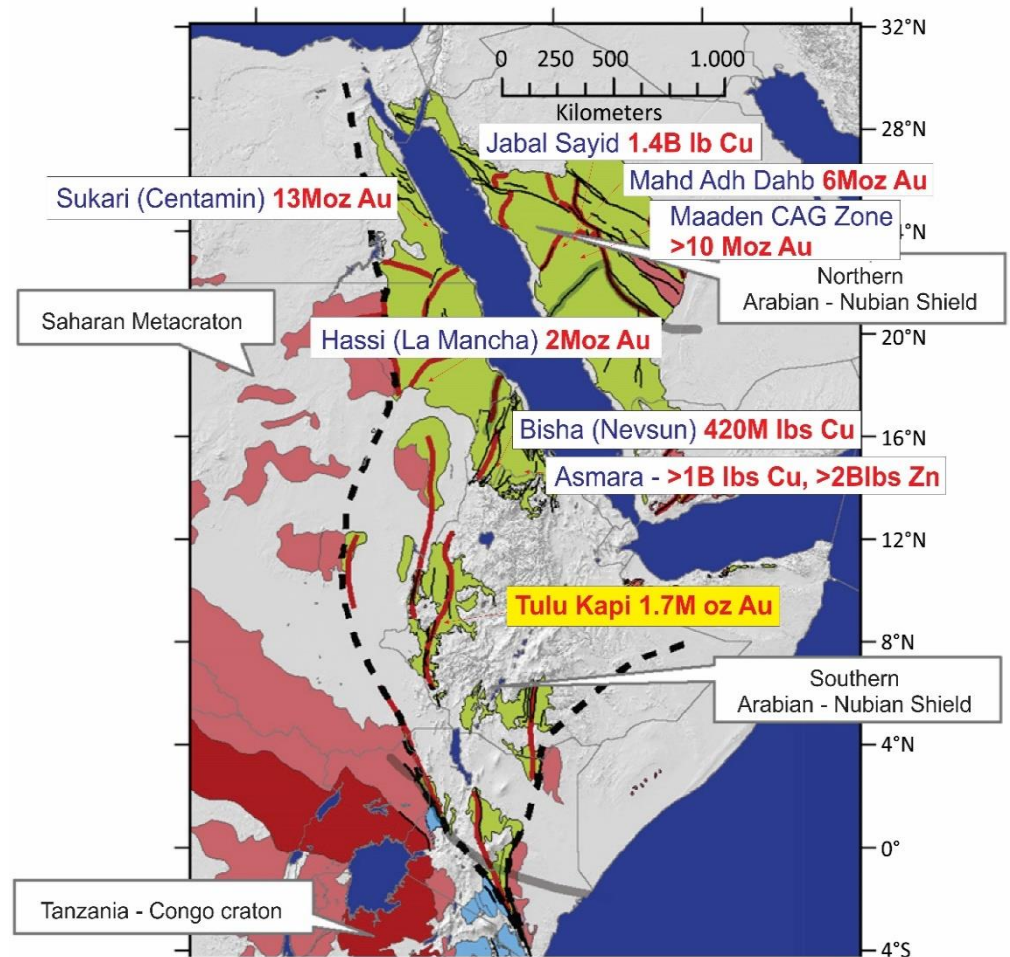 32°N
0 250 500 1.000
Kilometers
28°N
Jabal Sayid 1.4B lb Cu
Mahd Adh Dahb 6Moz Au
Sukari (Centamin) 13Moz Au
Maaden CAG Zone
>10 Moz Au
4°N
Northern
Arabian - Nubian Shield
Saharan Metacraton
20°N
Hassi (La Mancha) 2Moz Au
Bisha (Nevsun) 420M lbs Cu
16°N
Asmara - >1B lbs Cu, >2Blbs Zn
12°N
Tulu Kapi 1.7M oz Au
8°N
Southern
Arabian - Nubian Shield
4°N
0°
Tanzania - Congo craton
4°S